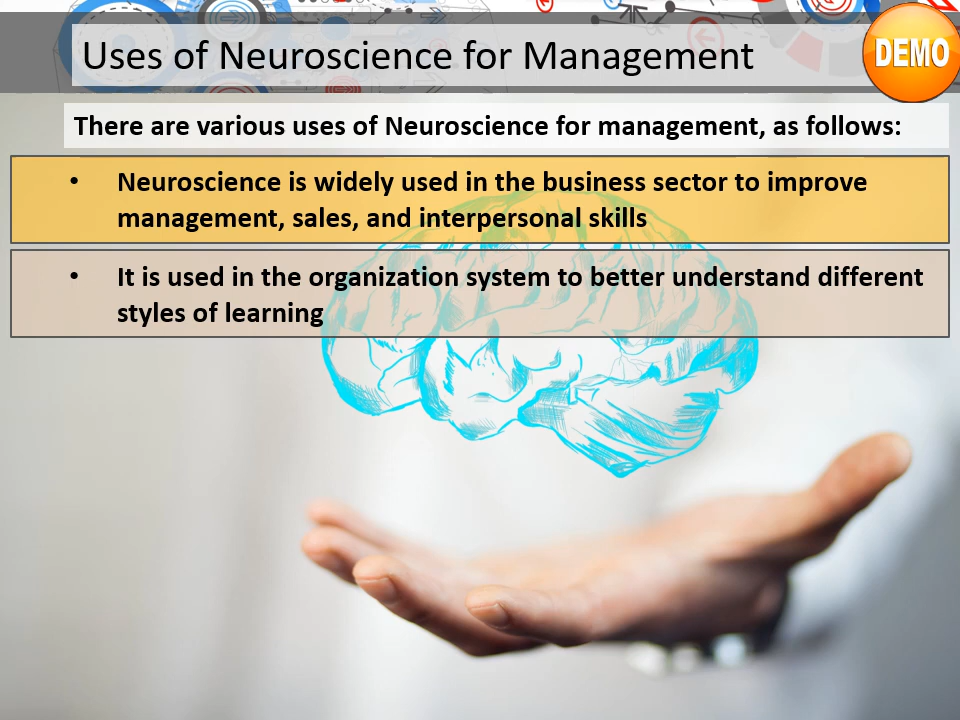 Uses of Neuroscience for Management
DEMO
There are various uses of Neuroscience for management, as follows:
• Neuroscience is widely used in the business sector to improve
management, sales, and interpersonal skills
• It is used in the organization system to better understand different
styles of learning